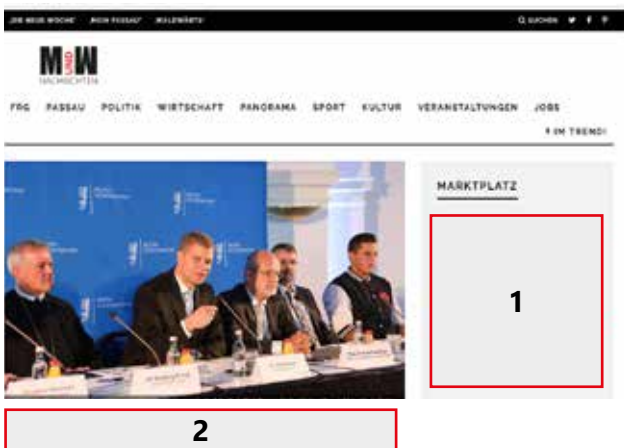 „DIE NEUE WOCHE“ „MEIN PASSAU“ „WALDWÄRTS“ SUCHEN
M UND W
NACHRICHTEN
FRG PASSAU POLITIK WIRTSCHAFT PANORAMA SPORT KULTUR VERANSTALTUNGEN JOBS
IM TREND!
MARKTPLATZ
1
2